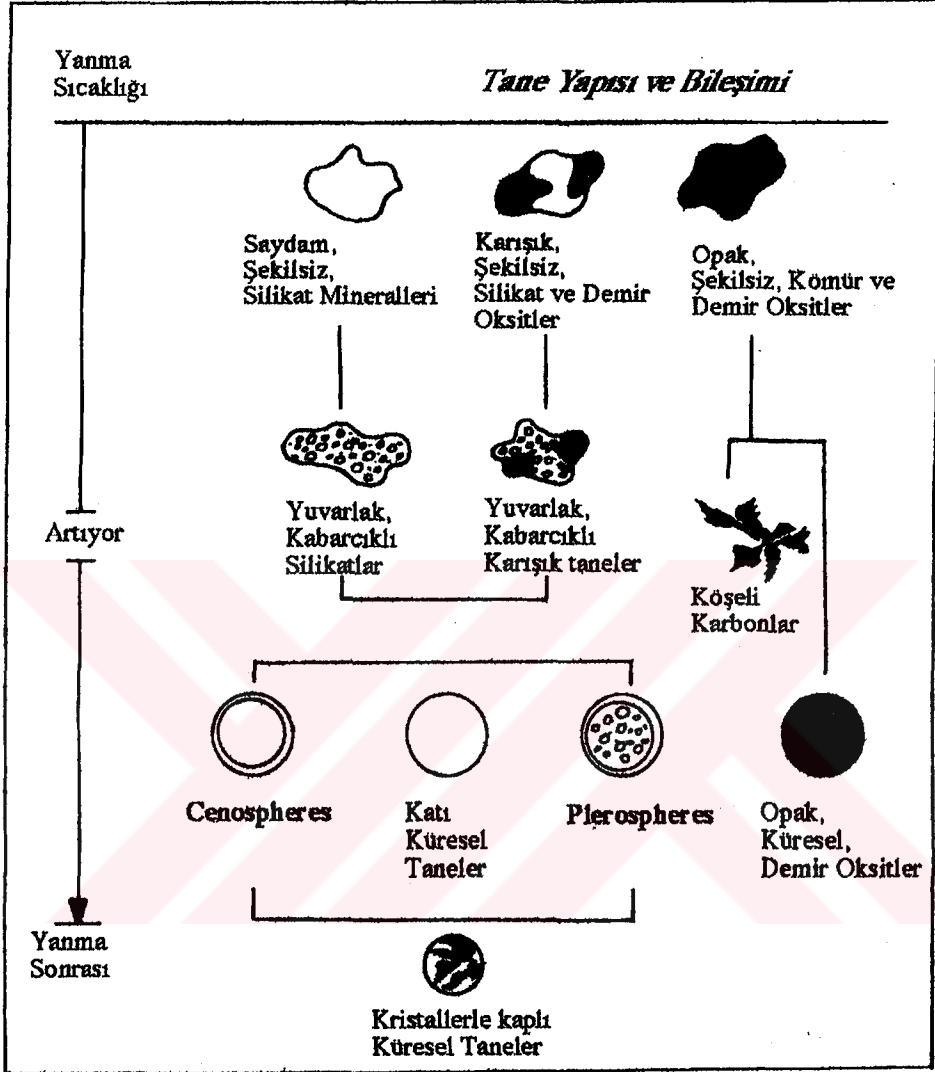 Yanma
Sıcaklığı
Tane Yapısı ve Bileşimi
Saydam,
Şekilsiz,
Silikat Mineralleri
Karışık,
Şekilsiz,
Silikat ve Demir
Oksitler
Opak,
Şekilsiz, Kömür ve
Demir Oksitler
Artıyor
Yuvarlak,
Kabarcıklı
Silikatlar
Yuvarlak,
Kabarcıklı
Karışık taneler
Köşeli
Karbonlar
Cenospheres
Katı
Küresel
Taneler
Plerospheres
Opak,
Küresel,
Demir Oksitler
Yanma
Sonrası
Kristallerle kaplı
Küresel Taneler